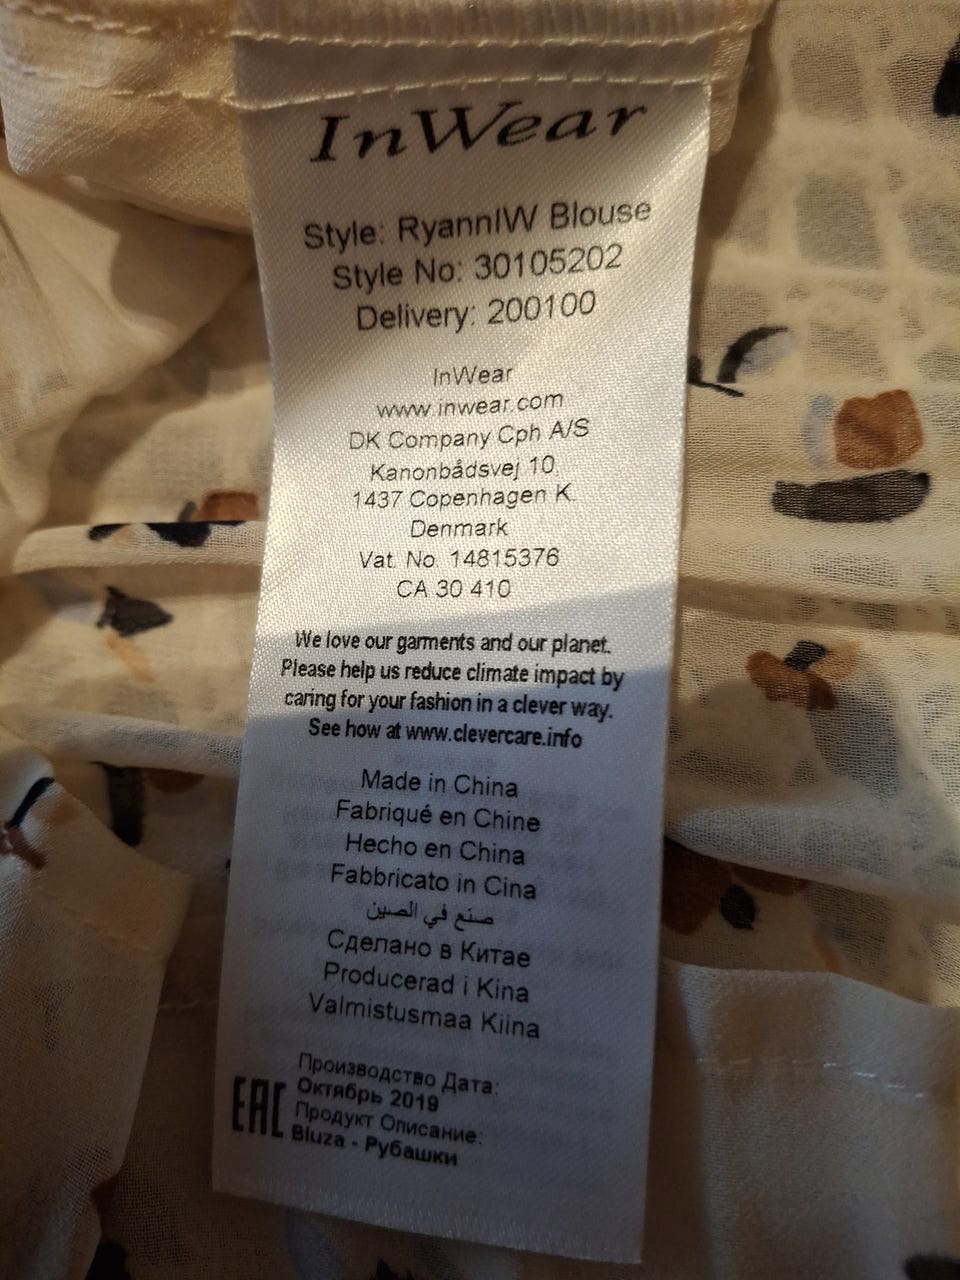 InWear
Style: RyannIW Blouse
Style No: 30105202
Delivery: 200100
InWear
www.inwear.com
DK Company Cph A/S
Kanonbådsvej 10,
1437 Copenhagen K.
Denmark
Vat. No. 14815376
CA 30 410
We love our garments and our planet.
Please help us reduce climate impact by
caring for your fashion in a clever way.
See how at www.clevercare.info
Made in China
Fabriqué en Chine
Hecho en China
Fabbricato in Cina
صنع في الصين
Сделано в Китае
Producerad i Kina
Valmistusmaa Kiina
Производство Дата:
Октябрь 2019
EAC
Продукт Описание:
Bluza - Рубашки